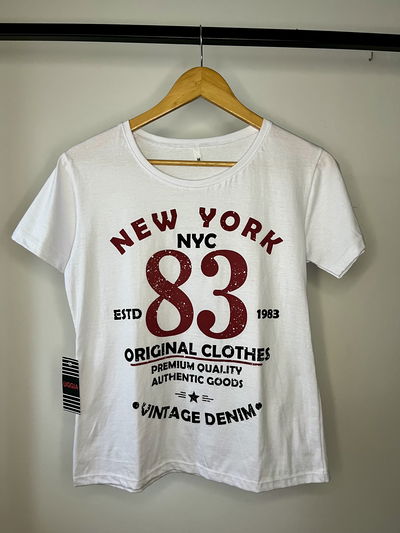 M
NEW YORK
NYC
83
ESTD 1983
ORIGINAL CLOTHES
PREMIUM QUALITY
AUTHENTIC GOODS
VINTAGE DENIM